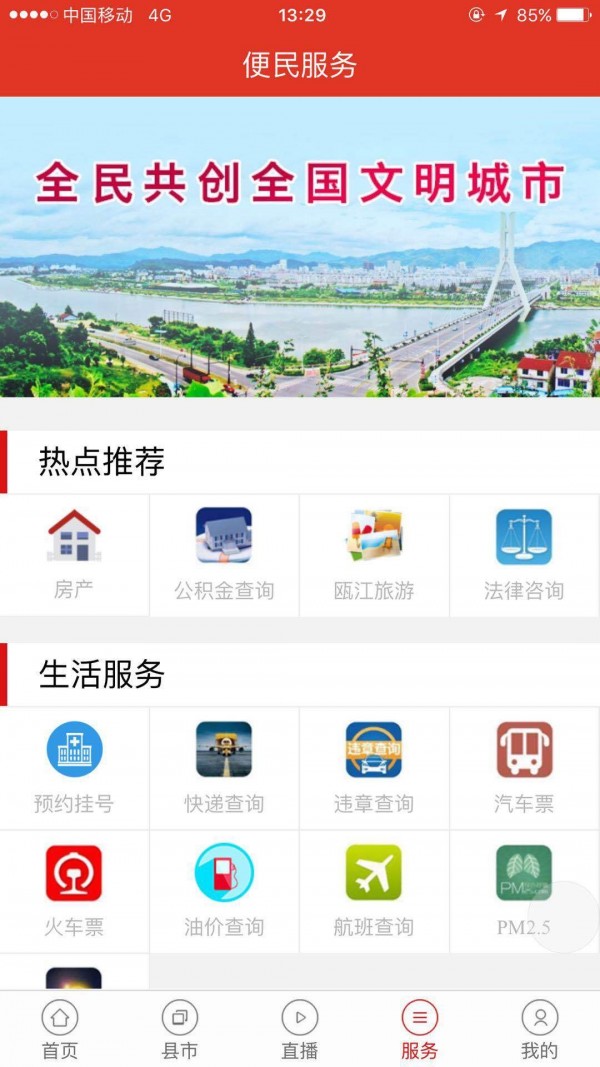 中国移动 4G 13:29 85%
便民服务
全民共创全国文明城市
热点推荐
房产 公积金查询 瓯江旅游 法律咨询
生活服务
违章查询
预约挂号 快递查询 违章查询 汽车票
PM
火车票 油价查询 航班查询 PM2.5
首页 县市 直播 服务 我的